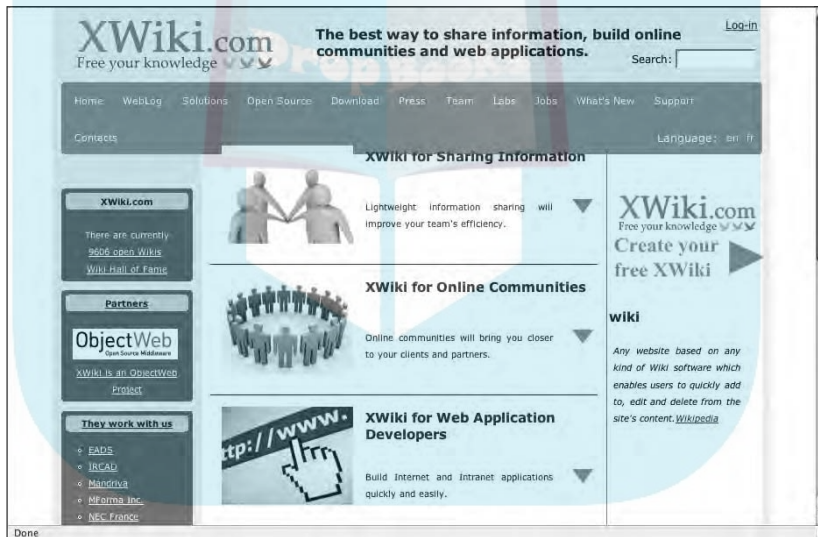 XWiki.com
Free your knowledge
The best way to share information, build online
communities and web applications.
Log-in
Search:
Home WebLog Solutions Open Source Download Press Team Labs Jobs What's New Support
Contacts
Language: en fr
XWiki.com
There are currently
9606 open Wikis
Wiki Hall of Fame
Partners
ObjectWeb
Open Source Middleware
XWiki is an ObjectWeb
Project
They work with us
EADS
IRCAD
Mandriva
MForma Inc.
NEC France
XWiki for Sharing Information
Lightweight information sharing will
improve your team's efficiency.
XWiki for Online Communities
Online communities will bring you closer
to your clients and partners.
ttp://www.
XWiki for Web Application
Developers
Build Internet and Intranet applications
quickly and easily.
XWiki.com
Free your knowledge
Create your
free XWiki
wiki
Any website based on any
kind of Wiki software which
enables users to quickly add
to, edit and delete from the
site's content.Wikipedia
Done
Drop Books